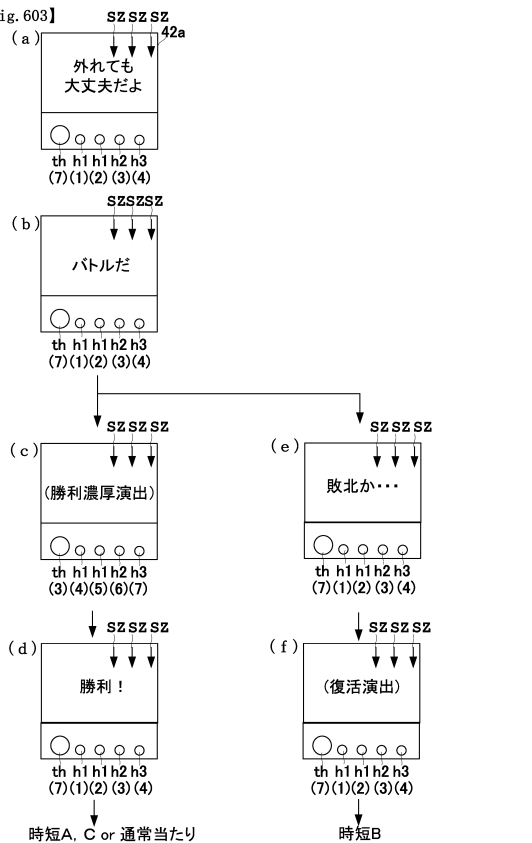 ig.603】
(a)
SZ SZ SZ
42a
外れても
大丈夫だよ
th h1 h1 h2 h3
(7)(1)(2)(3)(4)
(b)
SZSZSZ
バトルだ
th h1 h1 h2 h3
(7)(1)(2)(3)(4)
(c)
SZ SZ SZ
(勝利濃厚演出)
th h1 h1 h2 h3
(3)(4)(5)(6)(7)
(e)
SZ SZ SZ
敗北か・・・
th h1 h1 h2 h3
(7)(1)(2)(3)(4)
(d)
SZ SZ SZ
勝利！
th h1 h1 h2 h3
(7)(1)(2)(3)(4)
時短A, C or 通常当たり
(f)
SZ SZ SZ
(復活演出)
th h1 h1 h2 h3
(7)(1)(2)(3)(4)
時短B